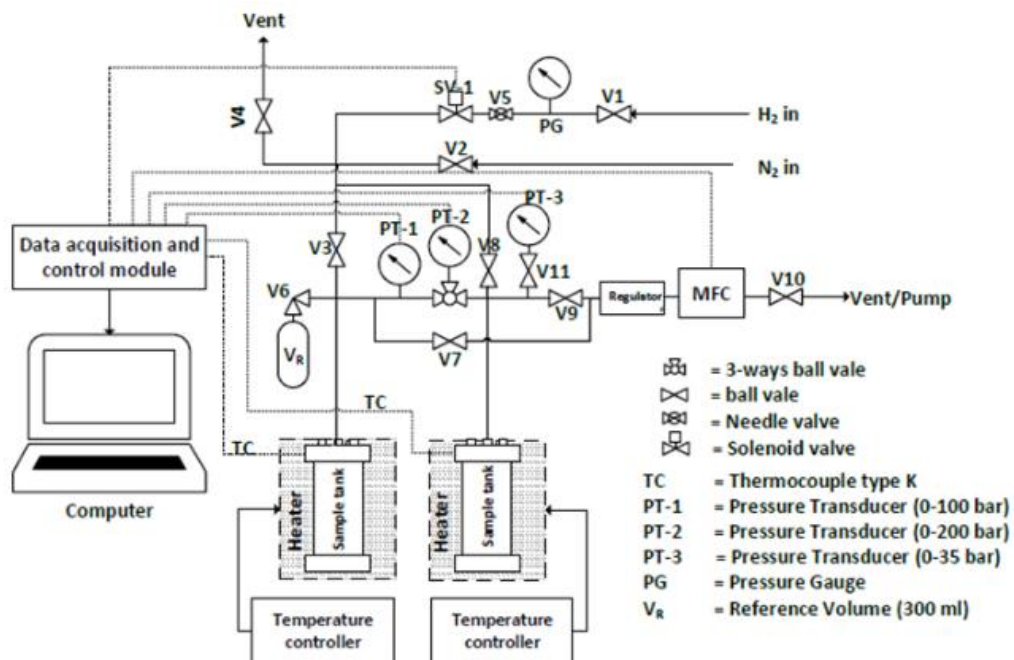 Vent
SV-1
V5
PG
V1
H₂ in
V4
V2
N₂ in
PT-3
PT-2
PT-1
V3
V8
V11
Data acquisition and
control module
V6
V_R
V7
V9
Regulator
MFC
V10
Vent/Pump
TC
TC
Computer
Heater
Sample tank
Heater
Sample tank
Temperature
controller
Temperature
controller
= 3-ways ball vale
= ball vale
= Needle valve
= Solenoid valve
TC = Thermocouple type K
PT-1 = Pressure Transducer (0-100 bar)
PT-2 = Pressure Transducer (0-200 bar)
PT-3 = Pressure Transducer (0-35 bar)
PG = Pressure Gauge
V_R = Reference Volume (300 ml)